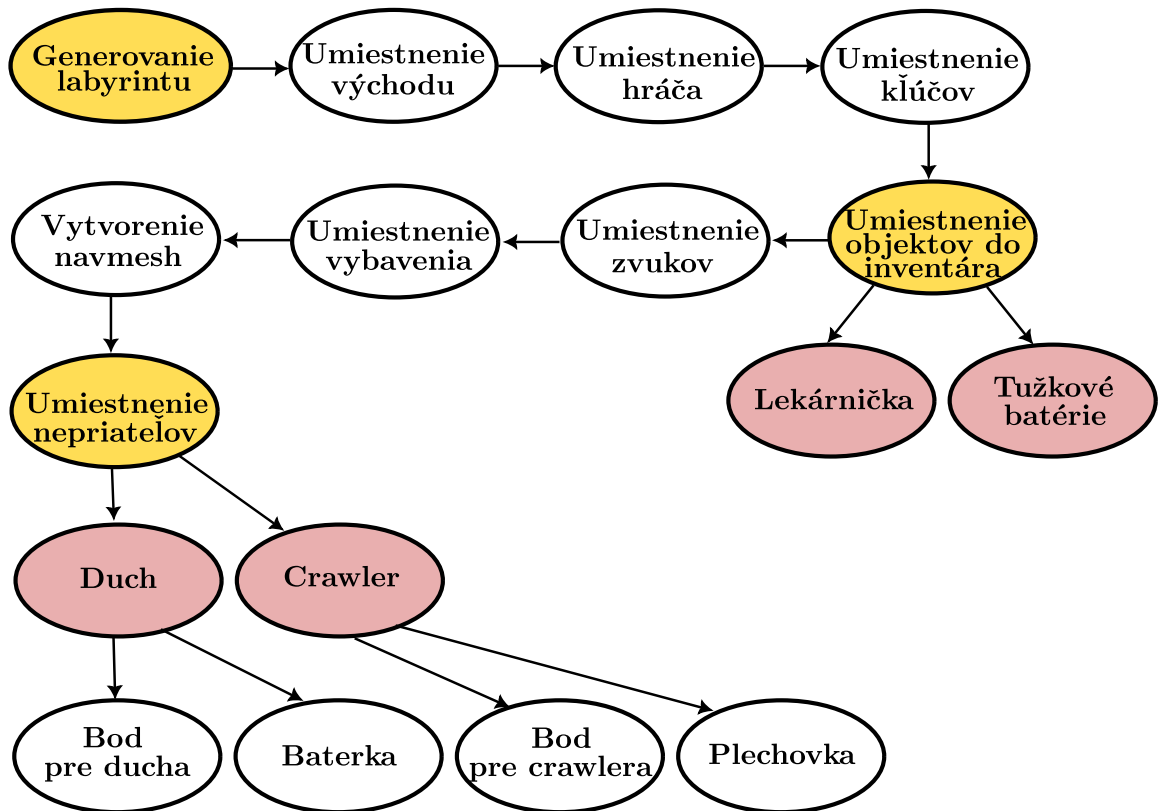 Generovanie
labyrintu
Umiestnenie
východu
Umiestnenie
hráča
Umiestnenie
kľúčov
Vytvorenie
navmesh
Umiestnenie
vybavenia
Umiestnenie
zvukov
Umiestnenie
objektov do
inventára
Lekárnička
Tužkové
batérie
Umiestnenie
nepriateľov
Duch
Crawler
Bod
pre ducha
Baterka
Bod
pre crawlera
Plechovka